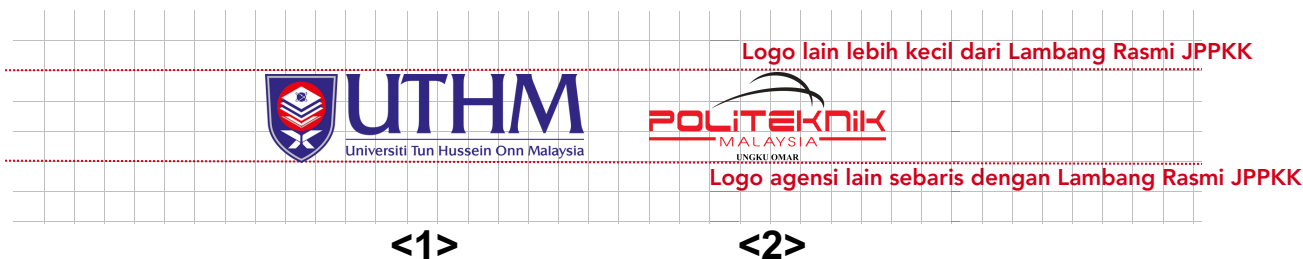 Logo lain lebih kecil dari Lambang Rasmi JPPKK
UTHM
Universiti Tun Hussein Onn Malaysia
POLiTEKNiK
MALAYSIA
UNGKU OMAR
Logo agensi lain sebaris dengan Lambang Rasmi JPPKK
<1>
<2>